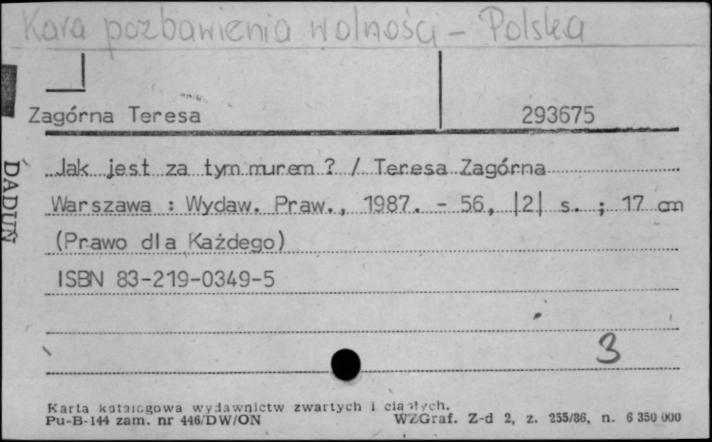 Kara pozbawienia wolności - Polska
Zagórna Teresa 293675
Jak jest za tym murem ? / Teresa Zagórna
Warszawa : Wydaw. Praw., 1987. - 56, |2| s. ; 17 cm
(Prawo dla Każdego)
ISBN 83-219-0349-5
3
Karta katalogowa wydawnictw zwartych i ciągłych.
Pu-B-144 zam. nr 446/DW/ON WZGraf. Z-d 2, z. 255/86, n. 6 350 000
DADUŃ